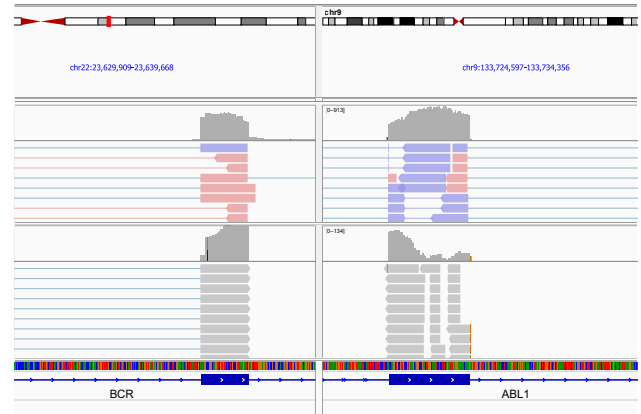 chr9
chr22:23,629,909-23,639,668
chr9:133,724,597-133,734,356
[0-913]
[0-134]
BCR
ABL1